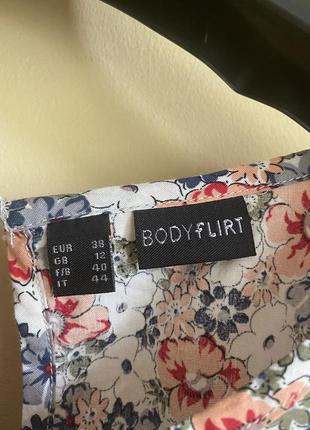 EUR 38
GB 12
F/B 40
IT 44
BODYFLIRT